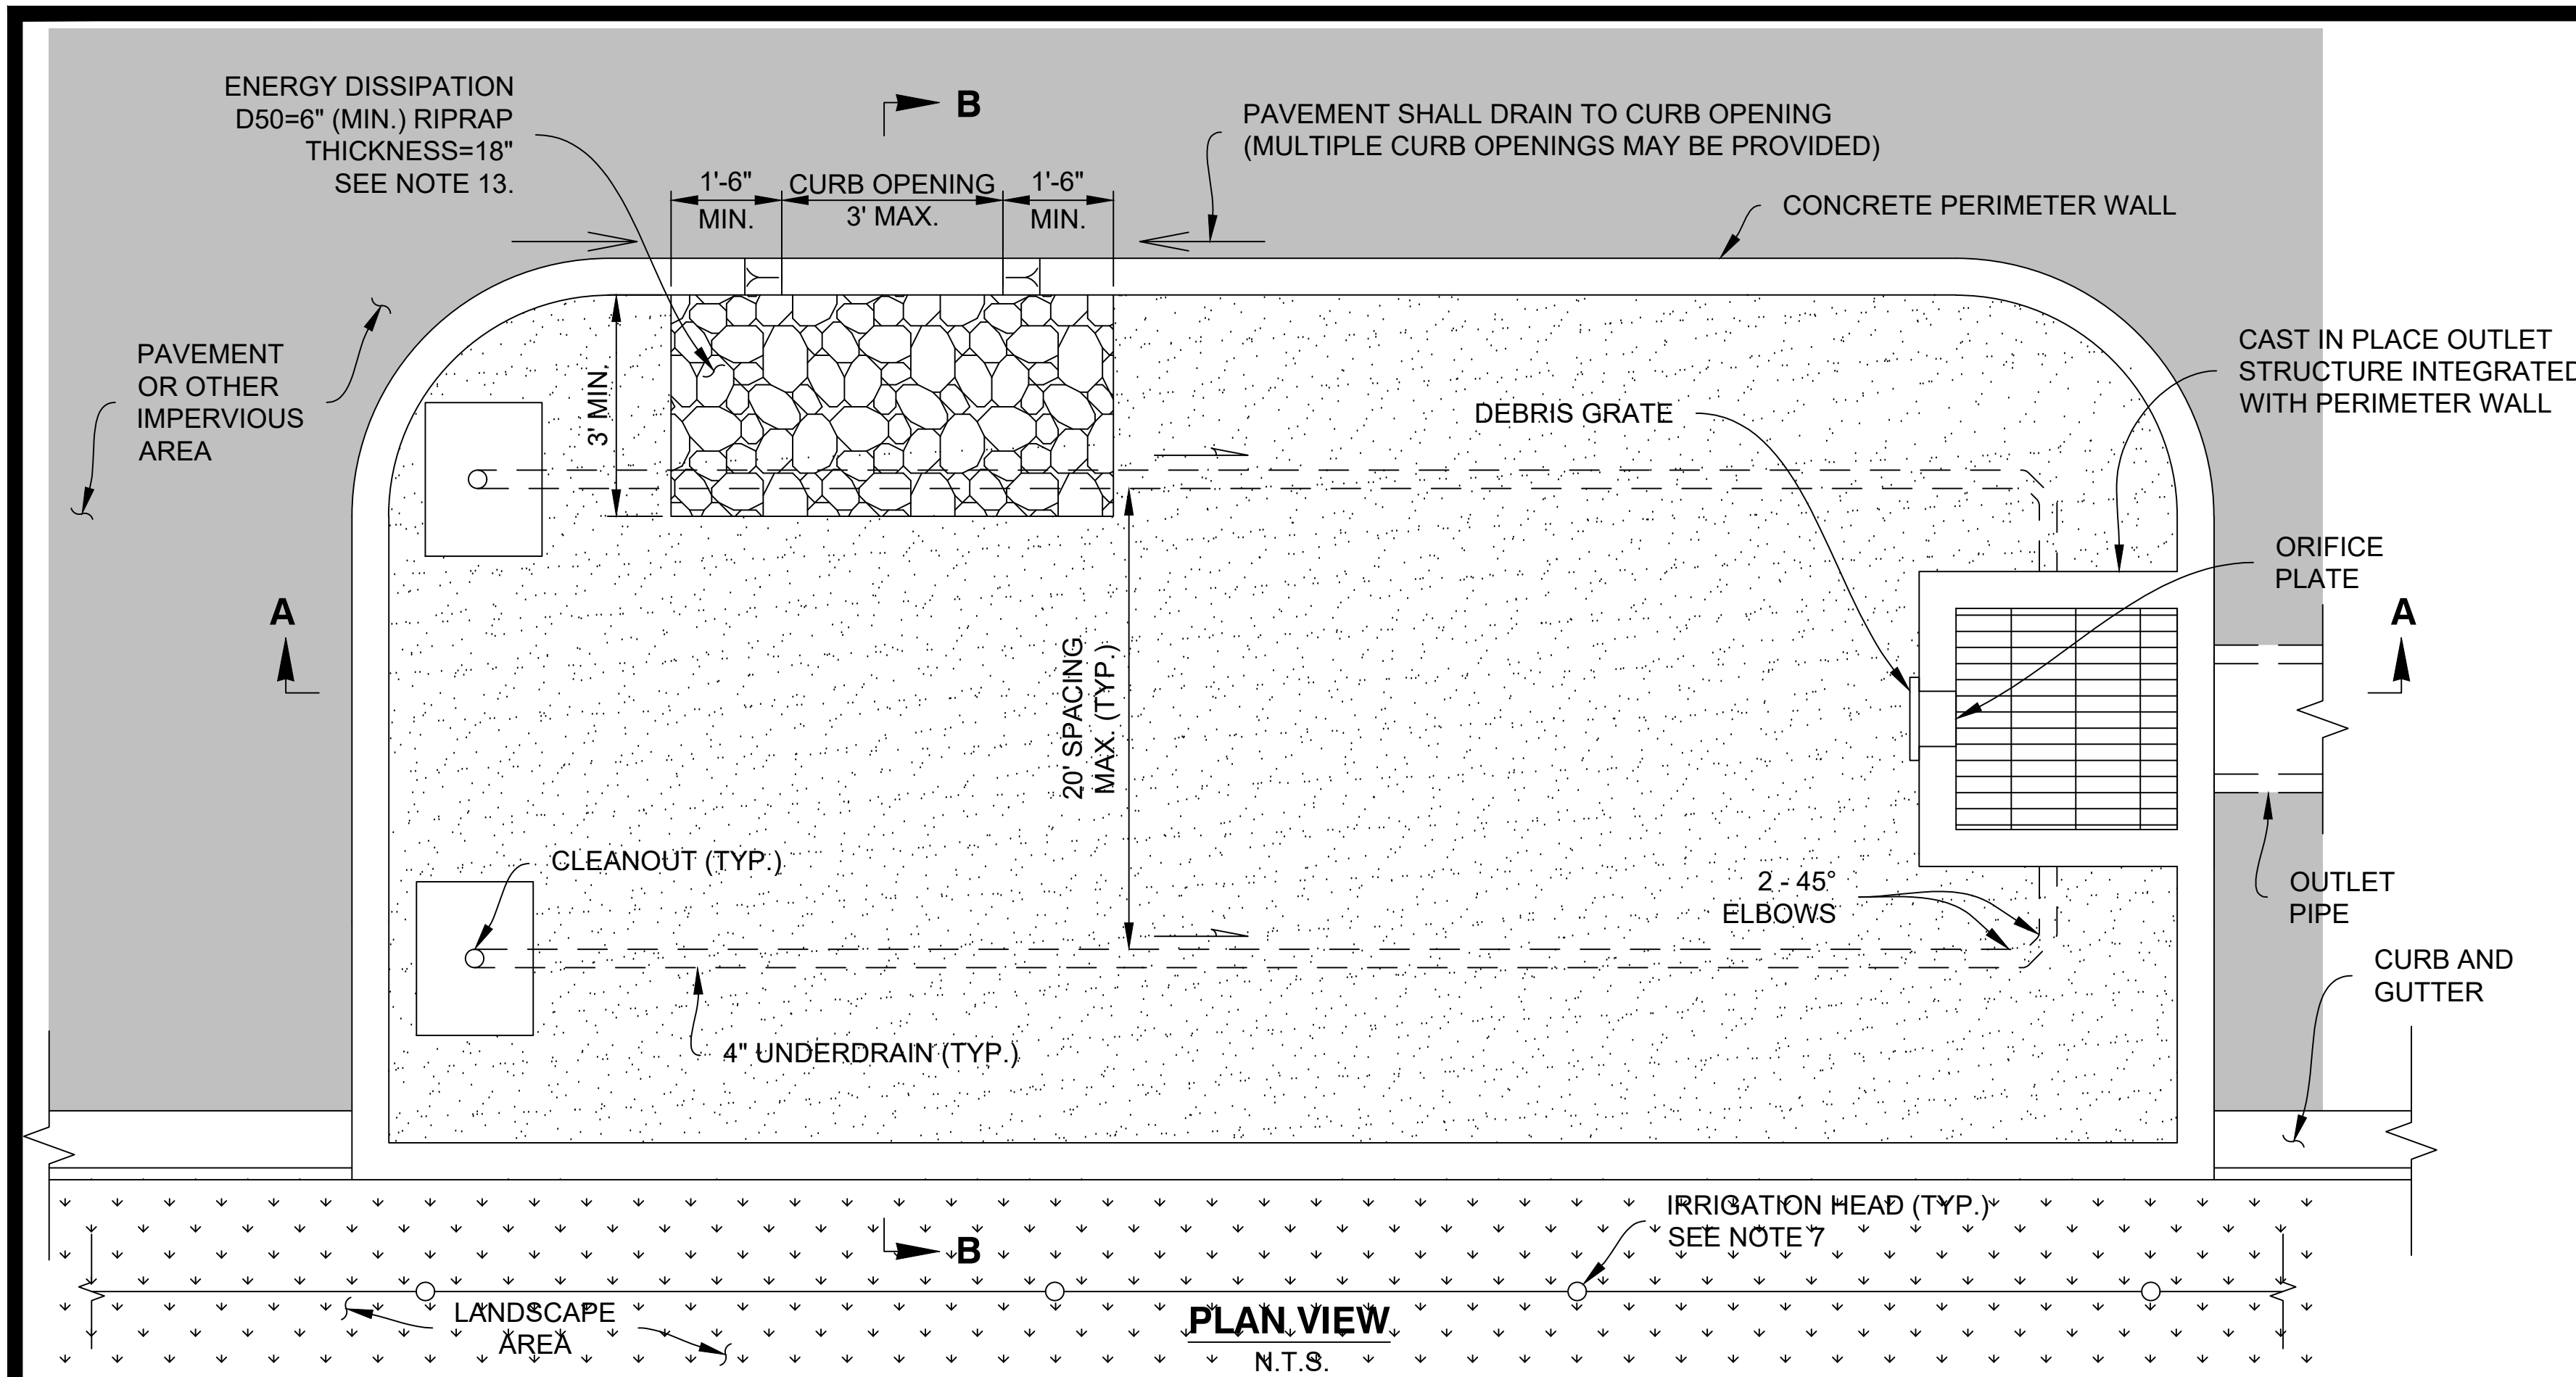 ENERGY DISSIPATION
D50=6" (MIN.) RIPRAP
THICKNESS=18"
SEE NOTE 13.
B
PAVEMENT SHALL DRAIN TO CURB OPENING
(MULTIPLE CURB OPENINGS MAY BE PROVIDED)
1'-6"
MIN.
CURB OPENING
3' MAX.
1'-6"
MIN.
CONCRETE PERIMETER WALL
PAVEMENT
OR OTHER
IMPERVIOUS
AREA
3' MIN.
DEBRIS GRATE
CAST IN PLACE OUTLET
STRUCTURE INTEGRATED
WITH PERIMETER WALL
ORIFICE
PLATE
A
A
20' SPACING
MAX. (TYP.)
CLEANOUT (TYP.)
2 - 45°
ELBOWS
OUTLET
PIPE
CURB AND
GUTTER
4" UNDERDRAIN (TYP.)
IRRIGATION HEAD (TYP.)
SEE NOTE 7
B
LANDSCAPE
AREA
PLAN VIEW
N.T.S.